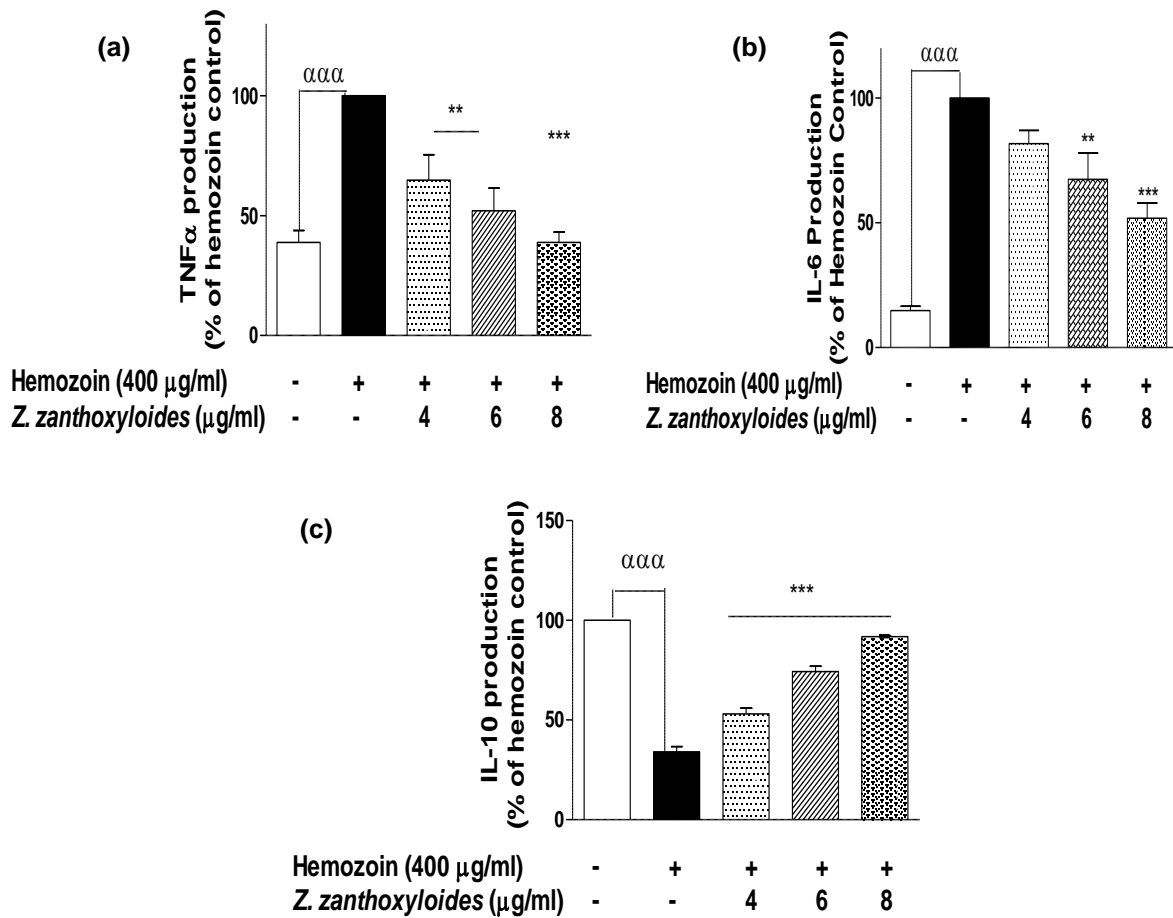 (a)
TNFα production
(% of hemozoin control)
100
50
0
ααα
**
***
Hemozoin (400 μg/ml) - + + + +
Z. zanthoxyloides (μg/ml) - - 4 6 8
(b)
IL-6 Production
(% of Hemozoin Control)
100
50
0
ααα
**
***
Hemozoin (400 μg/ml) - + + + +
Z. zanthoxyloides (μg/ml) - - 4 6 8
(c)
IL-10 production
(% of hemozoin control)
150
100
50
0
ααα
***
Hemozoin (400 μg/ml) - + + + +
Z. zanthoxyloides (μg/ml) - - 4 6 8